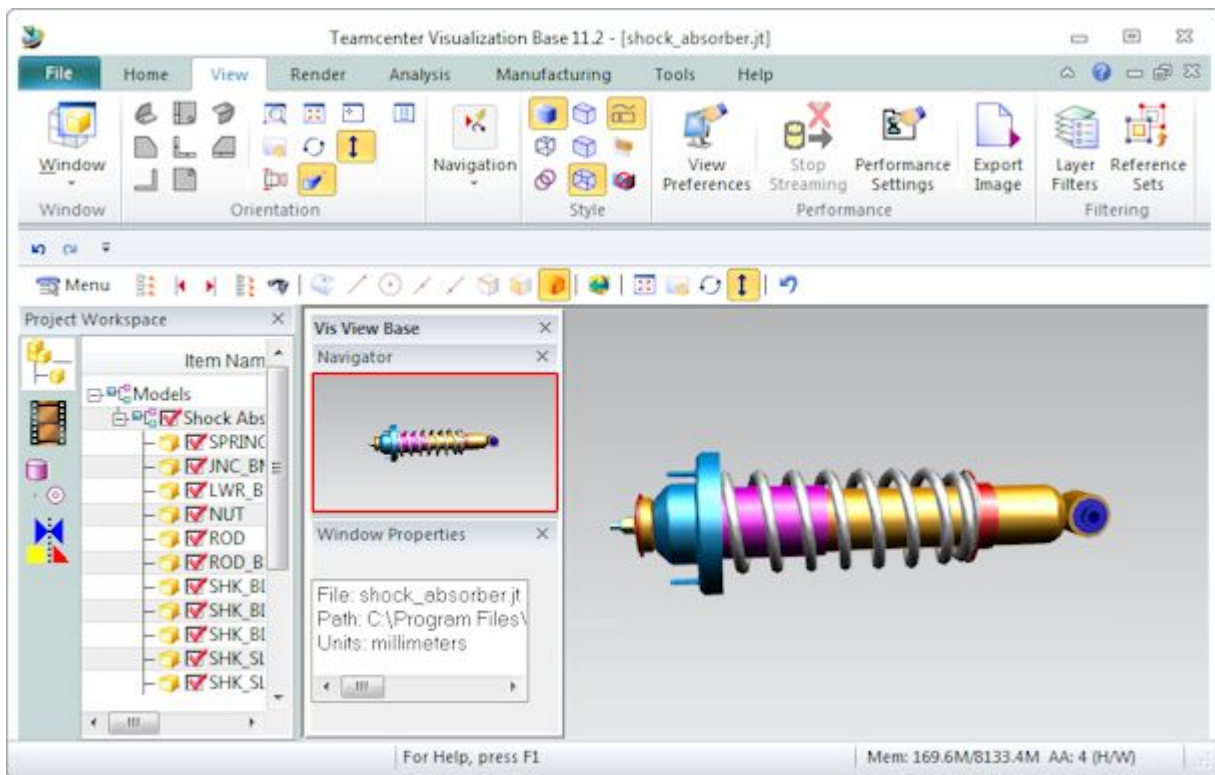 Teamcenter Visualization Base 11.2 - [shock_absorber.jt]
File Home View Render Analysis Manufacturing Tools Help
Window
Navigation
View Preferences
Stop Streaming
Performance Settings
Export Image
Layer Filters
Reference Sets
Window Orientation Style Performance Filtering
Menu
Project Workspace
Item Nam
Models
Shock Abs
SPRING
JNC_BN
LWR_B
NUT
ROD
ROD_B
SHK_BI
SHK_BI
SHK_BI
SHK_SL
SHK_SL
Vis View Base
Navigator
Window Properties
File: shock_absorber.jt
Path: C:\Program Files\
Units: millimeters
For Help, press F1
Mem: 169.6M/8133.4M AA: 4 (H/W)